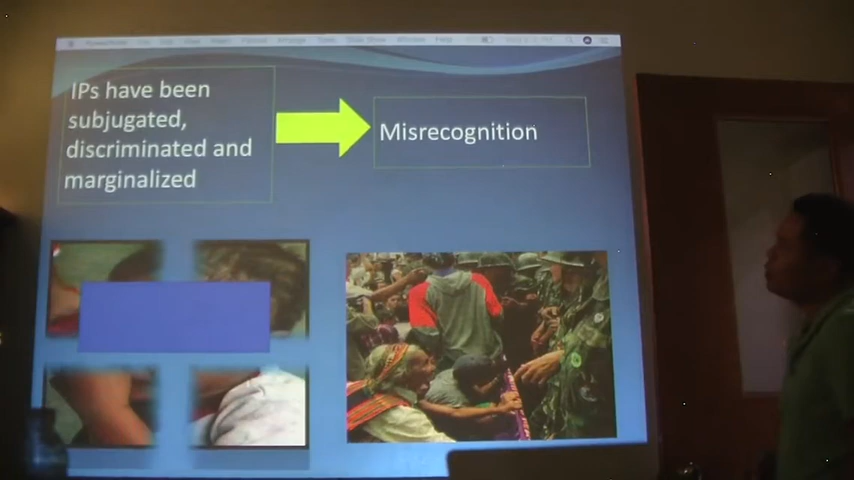 IPs have been
subjugated,
discriminated and
marginalized
Misrecognition